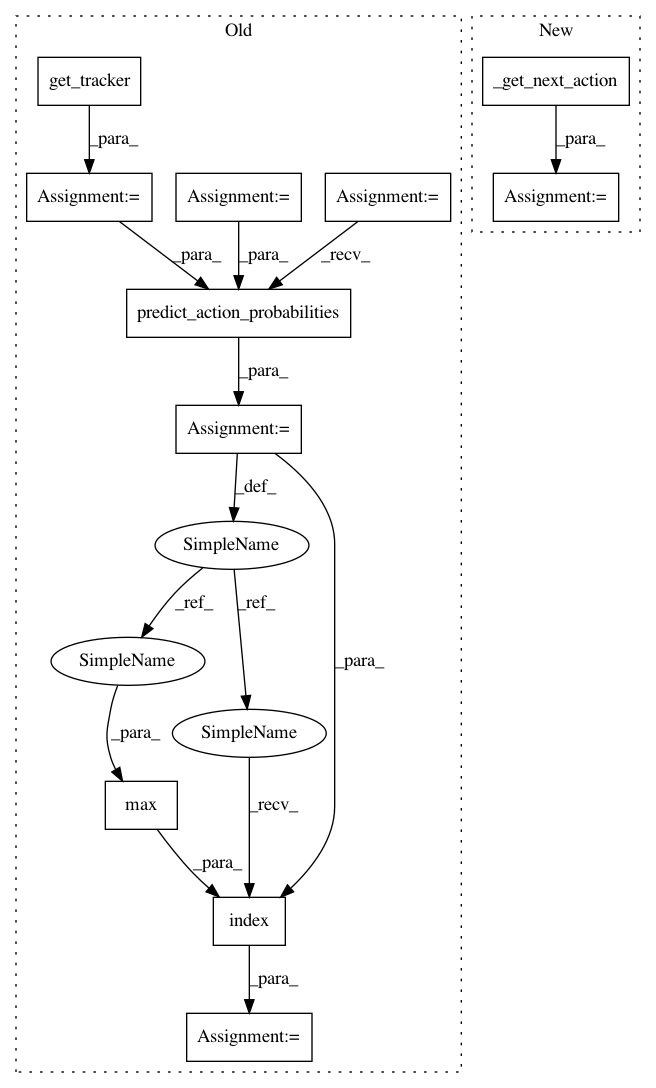 Old
New
get_tracker
_get_next_action
_para_
_para_
Assignment:=
Assignment:=
Assignment:=
Assignment:=
_para_
_para_
_recv_
predict_action_probabilities
_para_
Assignment:=
_def_
SimpleName
_ref_
_ref_
SimpleName
_para_
SimpleName
_para_
_recv_
max
_para_
index
_para_
Assignment:=